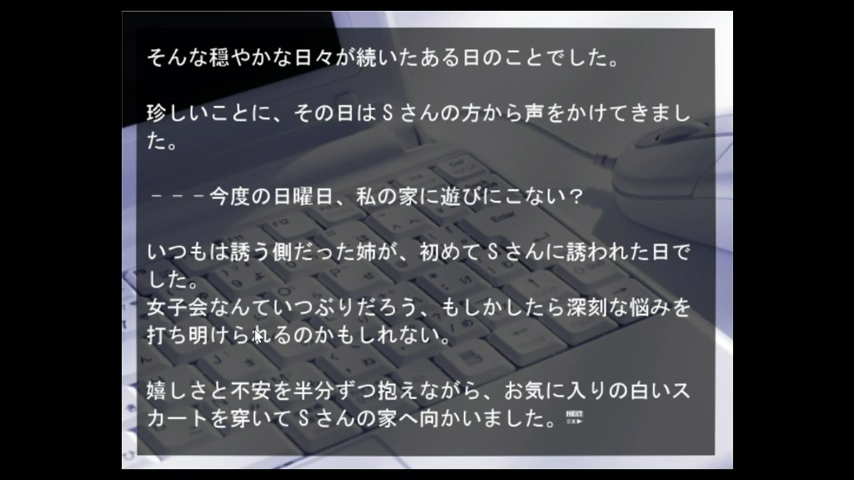 そんな穏やかな日々が続いたある日のことでした。
珍しいことに、その日はSさんの方から声をかけてきまし
た。
－－－今度の日曜日、私の家に遊びにこない？
いつもは誘う側だった姉が、初めてSさんに誘われた日で
した。
女子会なんていつぶりだろう、もしかしたら深刻な悩みを
打ち明けられるのかもしれない。
嬉しさと不安を半分ずつ抱えながら、お気に入りの白いス
カートを穿いてSさんの家へ向かいました。
NEXT